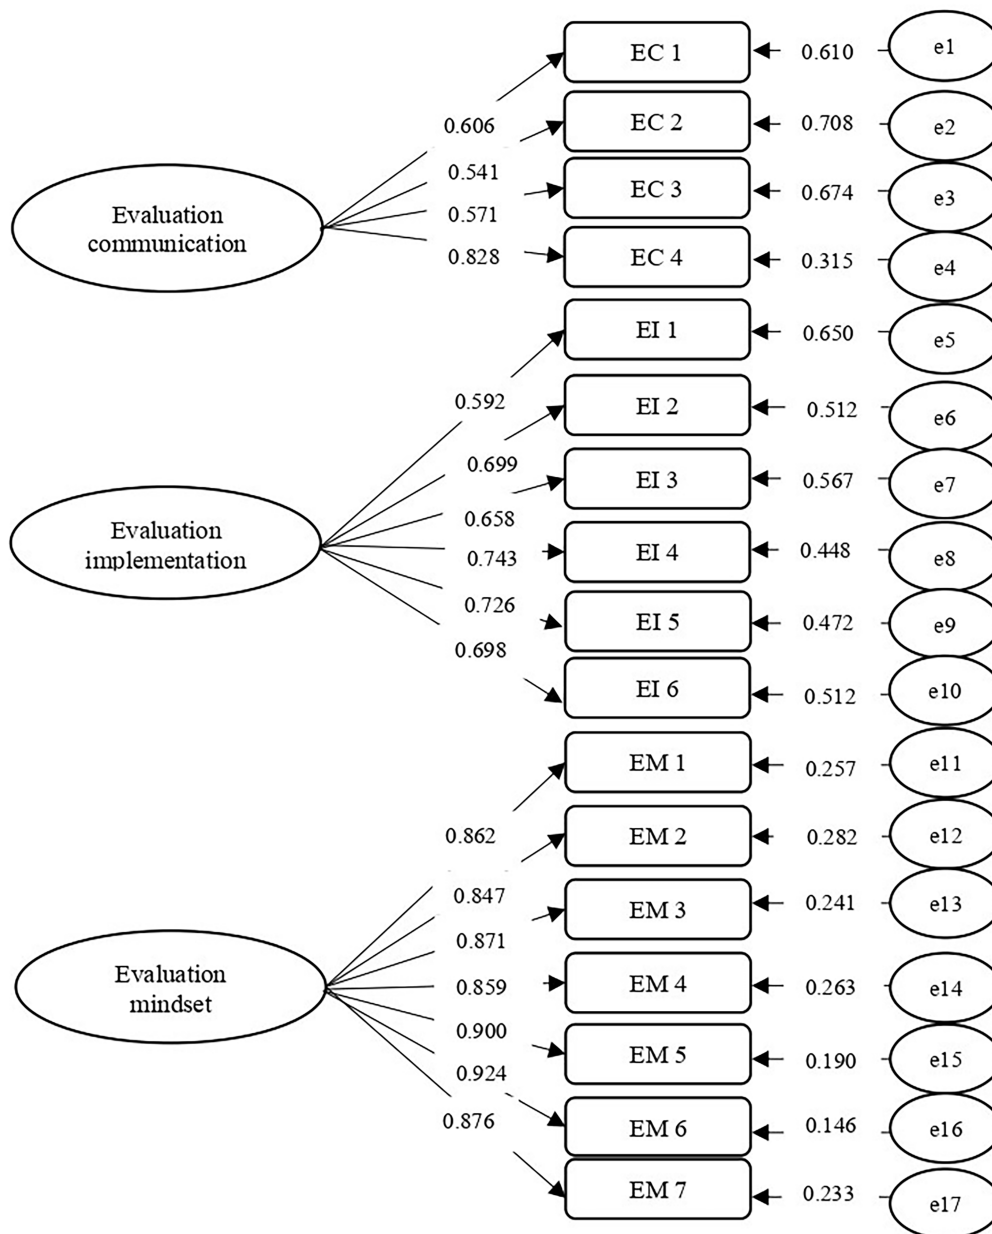 EC 1
0.610
e1
0.606
EC 2
0.708
e2
0.541
EC 3
0.674
e3
0.571
Evaluation
communication
0.828
EC 4
0.315
e4
EI 1
0.650
e5
0.592
EI 2
0.512
e6
0.699
EI 3
0.567
e7
0.658
Evaluation
implementation
0.743
EI 4
0.448
e8
0.726
EI 5
0.472
e9
0.698
EI 6
0.512
e10
EM 1
0.257
e11
0.862
EM 2
0.282
e12
0.847
EM 3
0.241
e13
0.871
Evaluation
mindset
0.859
EM 4
0.263
e14
0.900
EM 5
0.190
e15
0.924
EM 6
0.146
e16
0.876
EM 7
0.233
e17